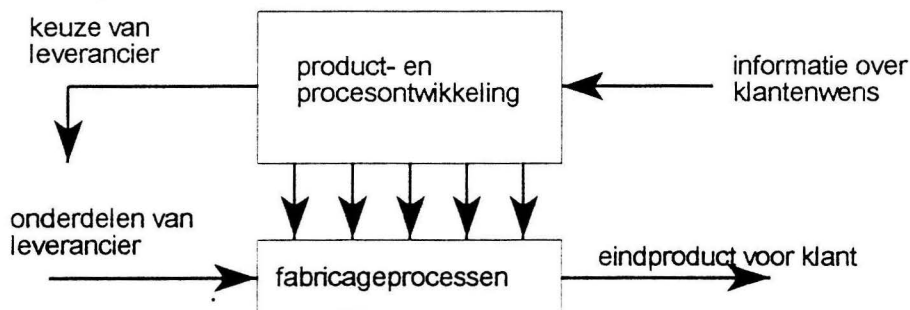 keuze van
leverancier
product- en
procesontwikkeling
informatie over
klantenwens
onderdelen van
leverancier
fabricageprocessen
eindproduct voor klant